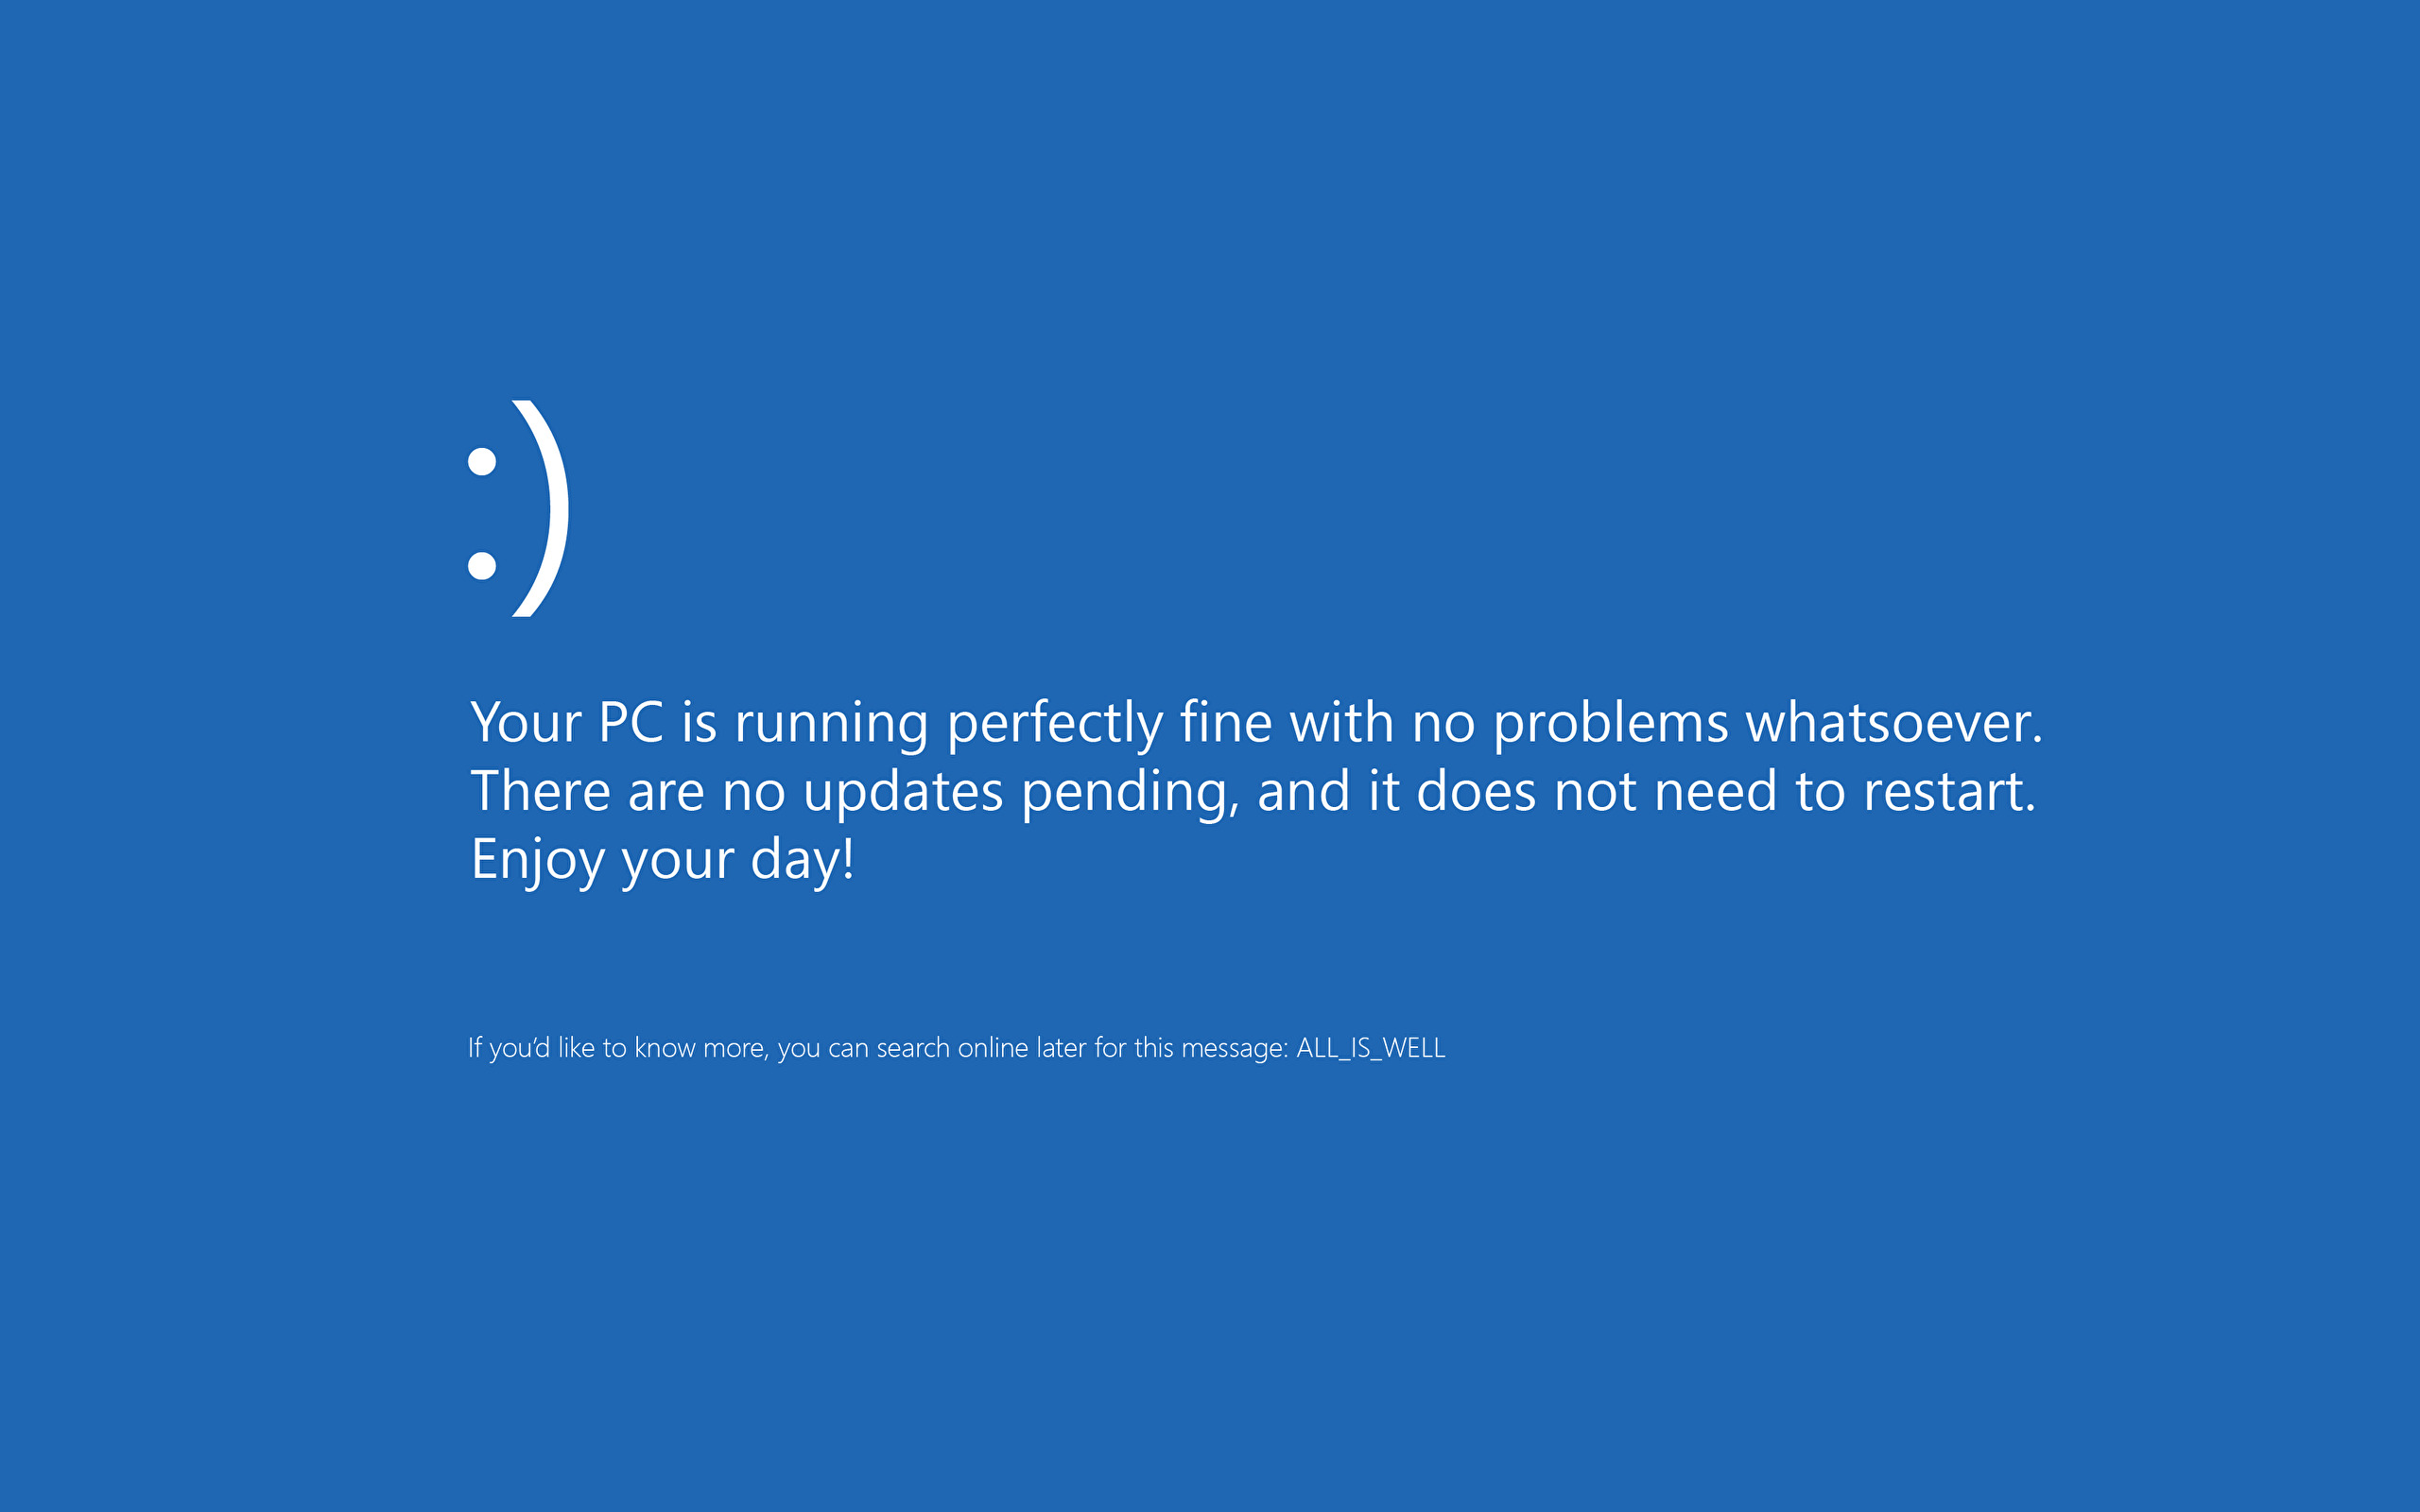 :)
Your PC is running perfectly fine with no problems whatsoever.
There are no updates pending, and it does not need to restart.
Enjoy your day!
If you’d like to know more, you can search online later for this message: ALL_IS_WELL